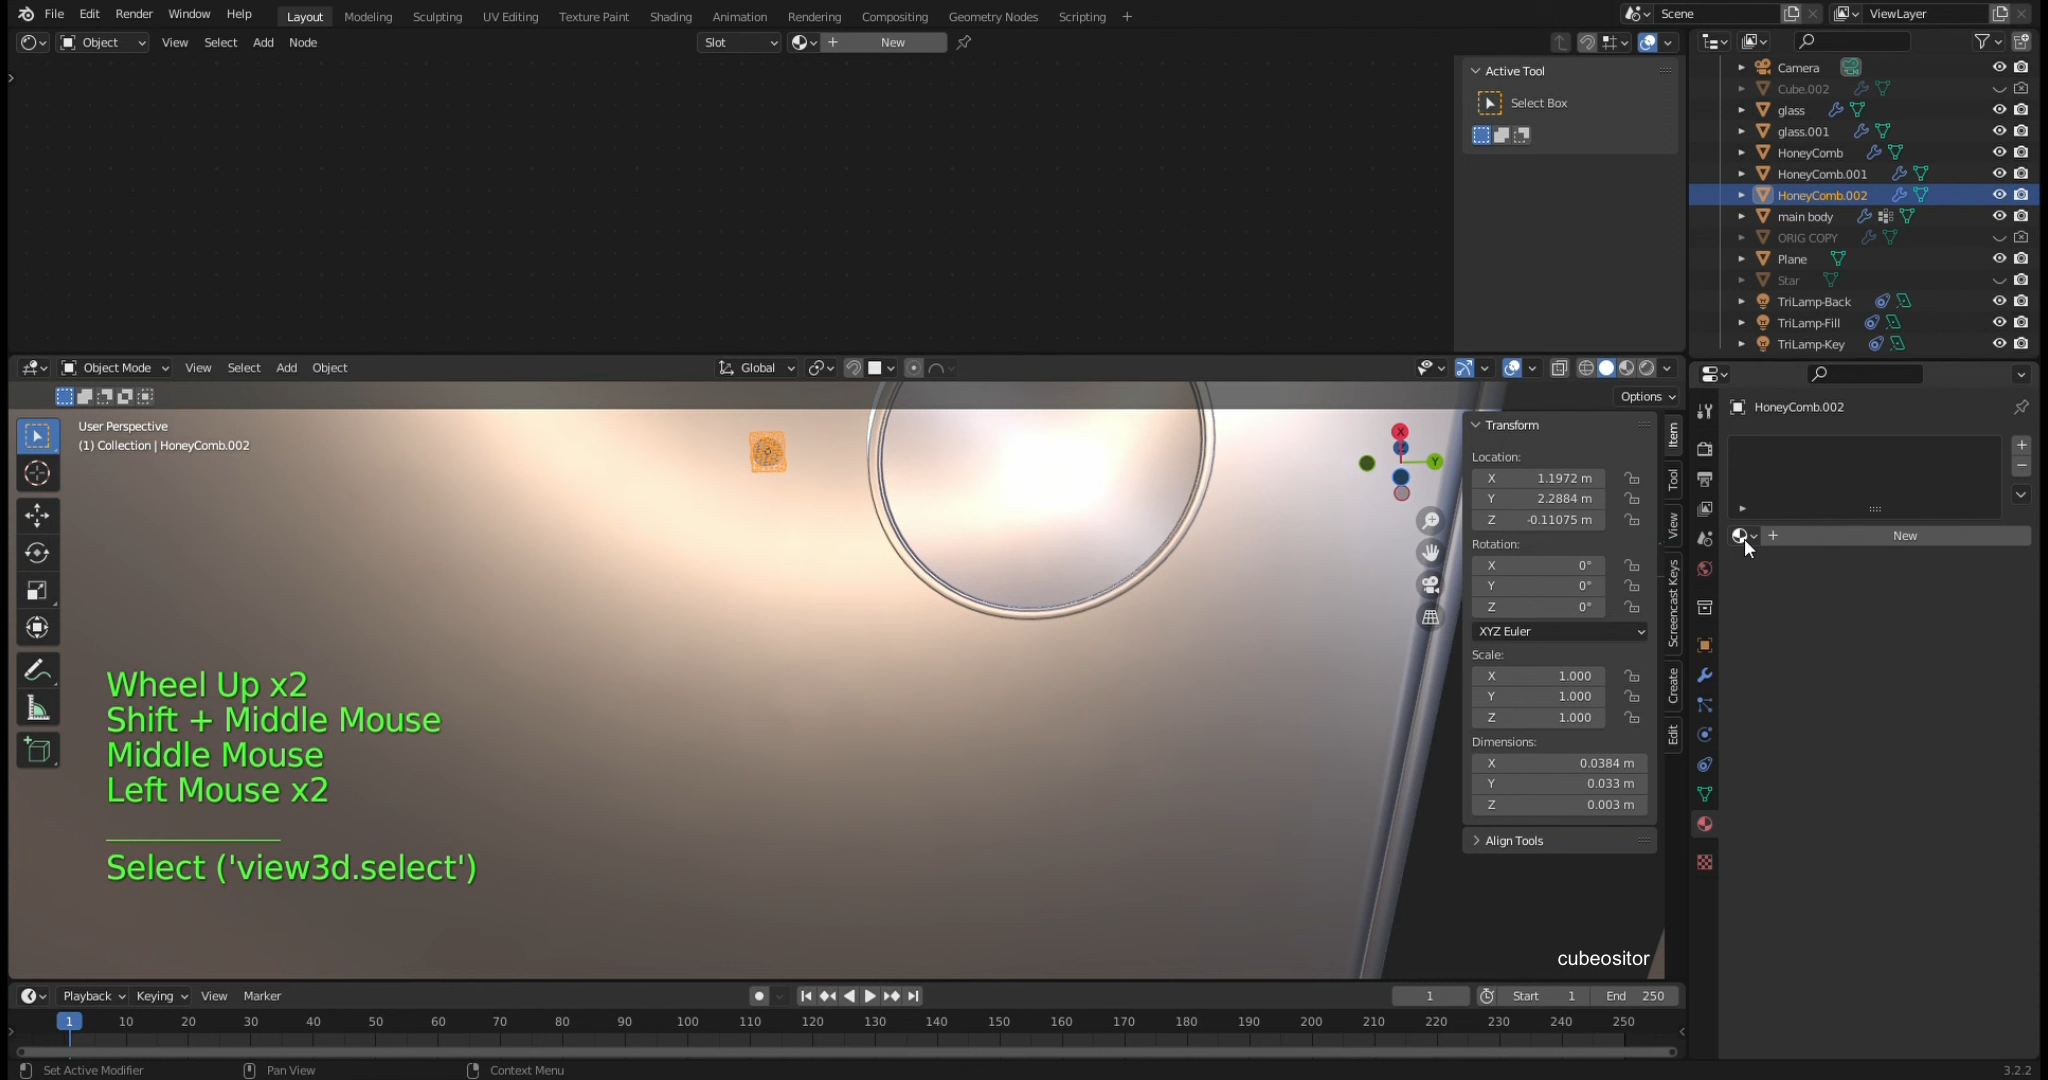 File Edit Render Window Help Layout Modeling Sculpting UV Editing Texture Paint Shading Animation Rendering Compositing Geometry Nodes Scripting + Scene ViewLayer
Object View Select Add Node Slot New
Active Tool
Select Box
Camera
Cube.002
glass
glass.001
HoneyComb
HoneyComb.001
HoneyComb.002
main body
ORIG COPY
Plane
Star
TriLamp-Back
TriLamp-Fill
TriLamp-Key
Object Mode View Select Add Object Global
Options
User Perspective
(1) Collection | HoneyComb.002
X
Y
Transform
Location:
X 1.1972 m
Y 2.2884 m
Z -0.11075 m
Rotation:
X 0°
Y 0°
Z 0°
XYZ Euler
Scale:
X 1.000
Y 1.000
Z 1.000
Dimensions:
X 0.0384 m
Y 0.033 m
Z 0.003 m
Align Tools
Item
Tool
View
Screencast Keys
Create
Edit
HoneyComb.002
New
Wheel Up x2
Shift + Middle Mouse
Middle Mouse
Left Mouse x2
Select ('view3d.select')
cubeositor
Playback Keying View Marker 1 Start 1 End 250
1 10 20 30 40 50 60 70 80 90 100 110 120 130 140 150 160 170 180 190 200 210 220 230 240 250
Set Active Modifier Pan View Context Menu 3.2.2